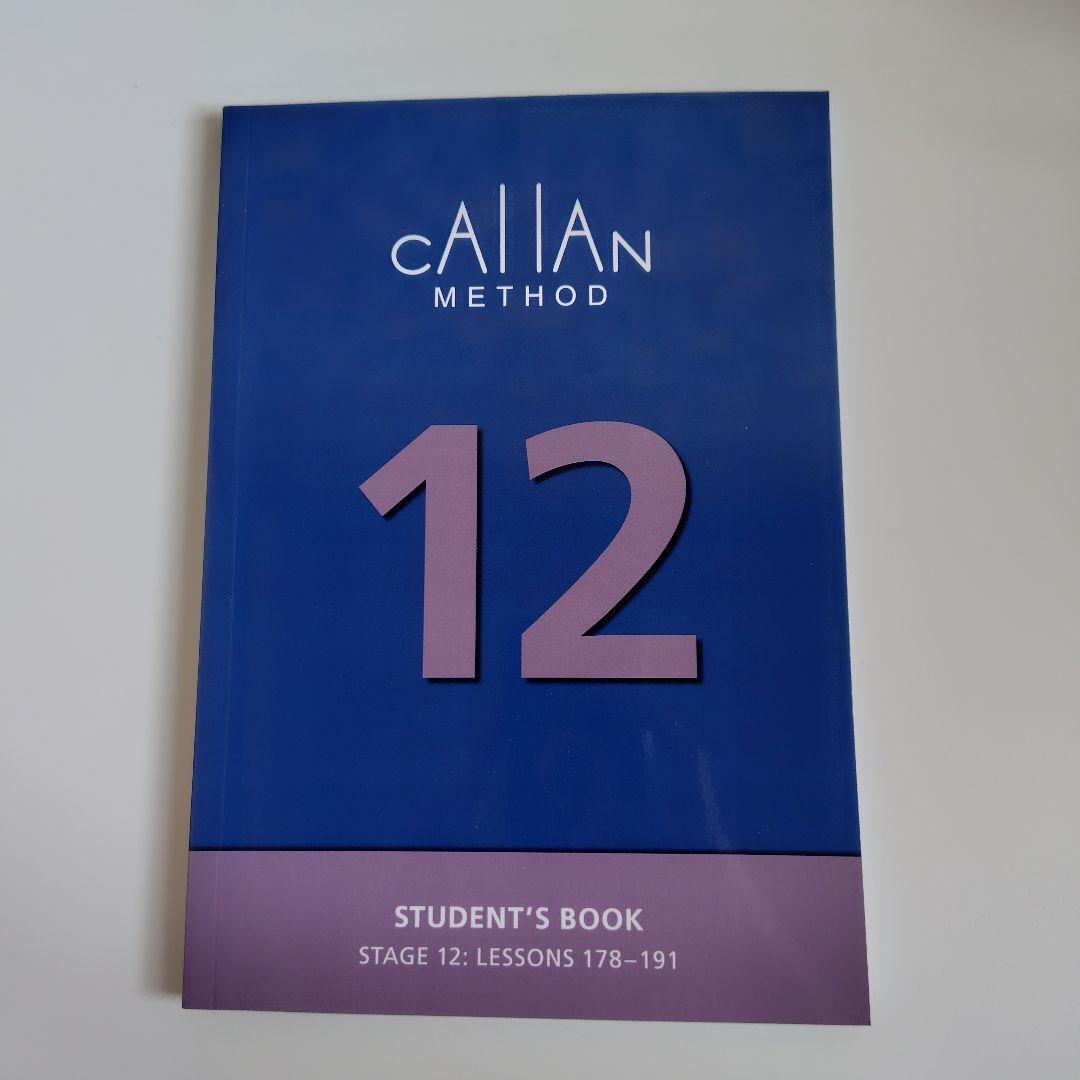 CALLAN
METHOD
12
STUDENT'S BOOK
STAGE 12: LESSONS 178–191